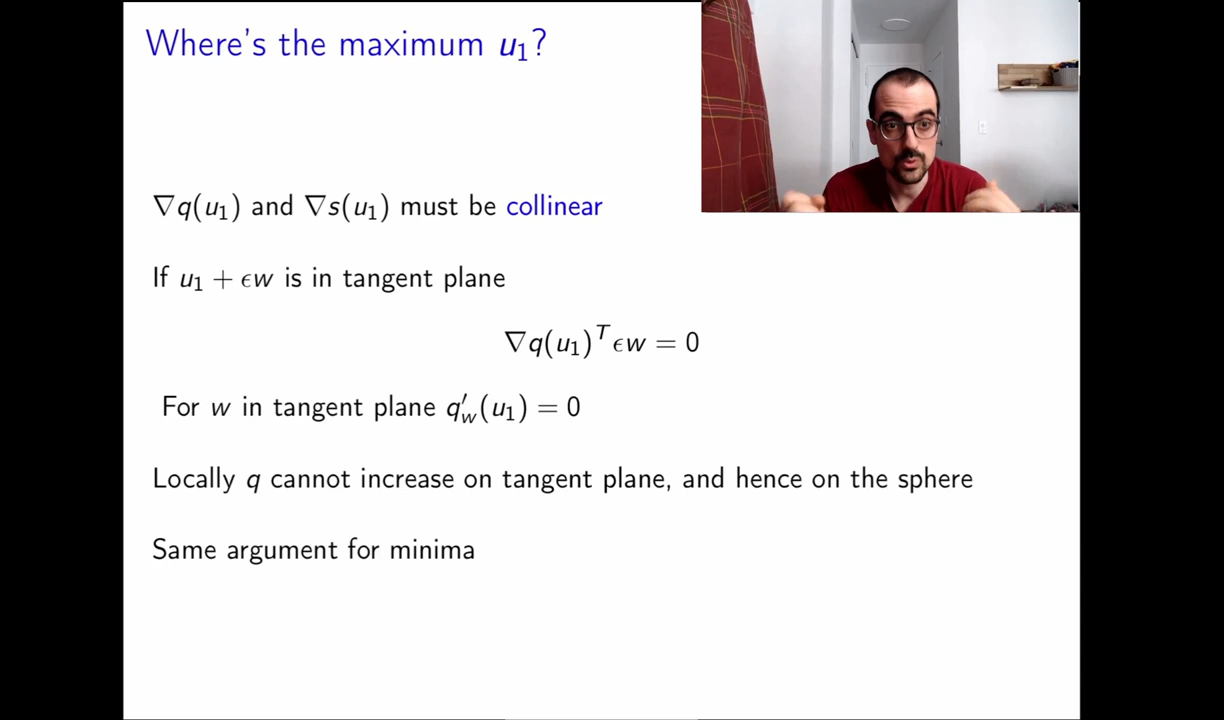 Where's the maximum u₁?
∇q(u₁) and ∇s(u₁) must be collinear
If u₁ + ϵw is in tangent plane
∇q(u₁)ᵀϵw = 0
For w in tangent plane q′_w(u₁) = 0
Locally q cannot increase on tangent plane, and hence on the sphere
Same argument for minima